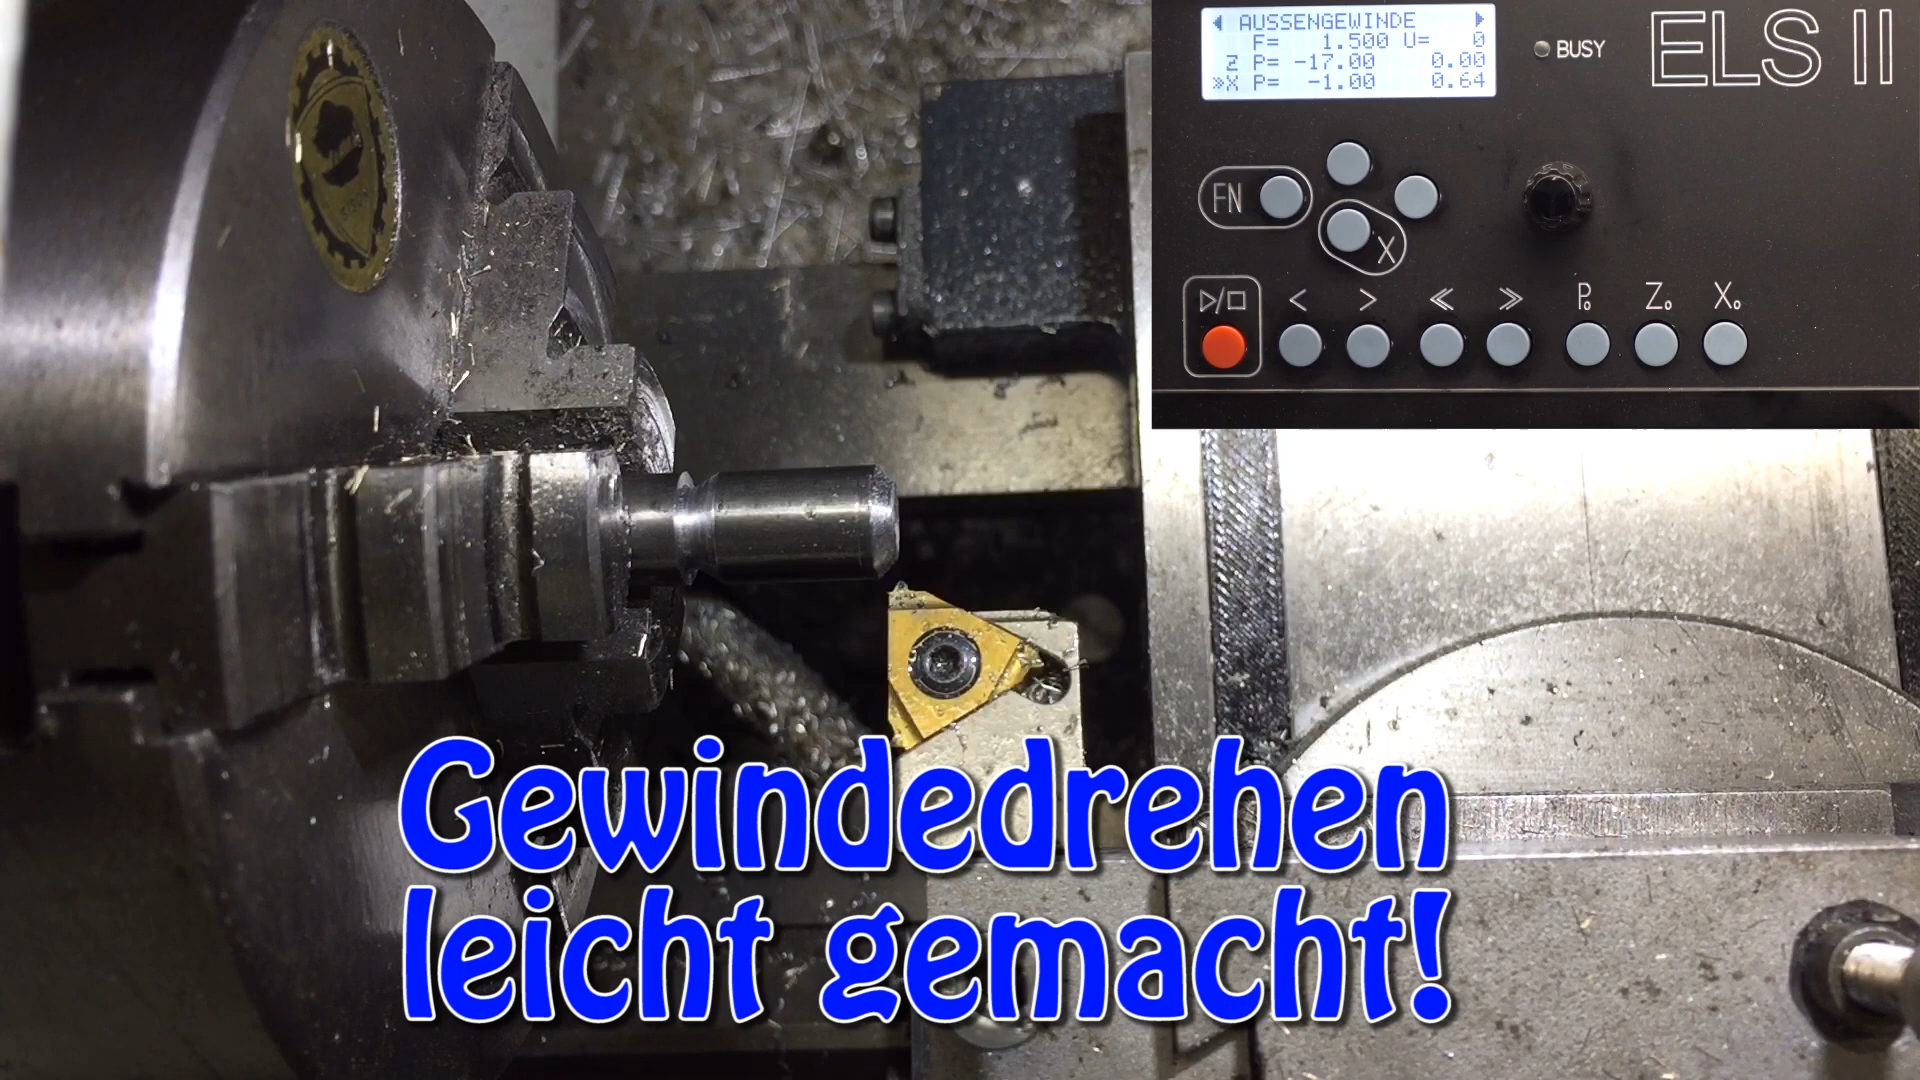 AUSSENGEWINDE
F= 1.500 U= 0
Z P= -17.00 0.00
»X P= -1.00 0.64
BUSY
ELS II
FN
X
< > ≪ ≫ P₀ Z₀ X₀
Gewindedrehen
leicht gemacht!